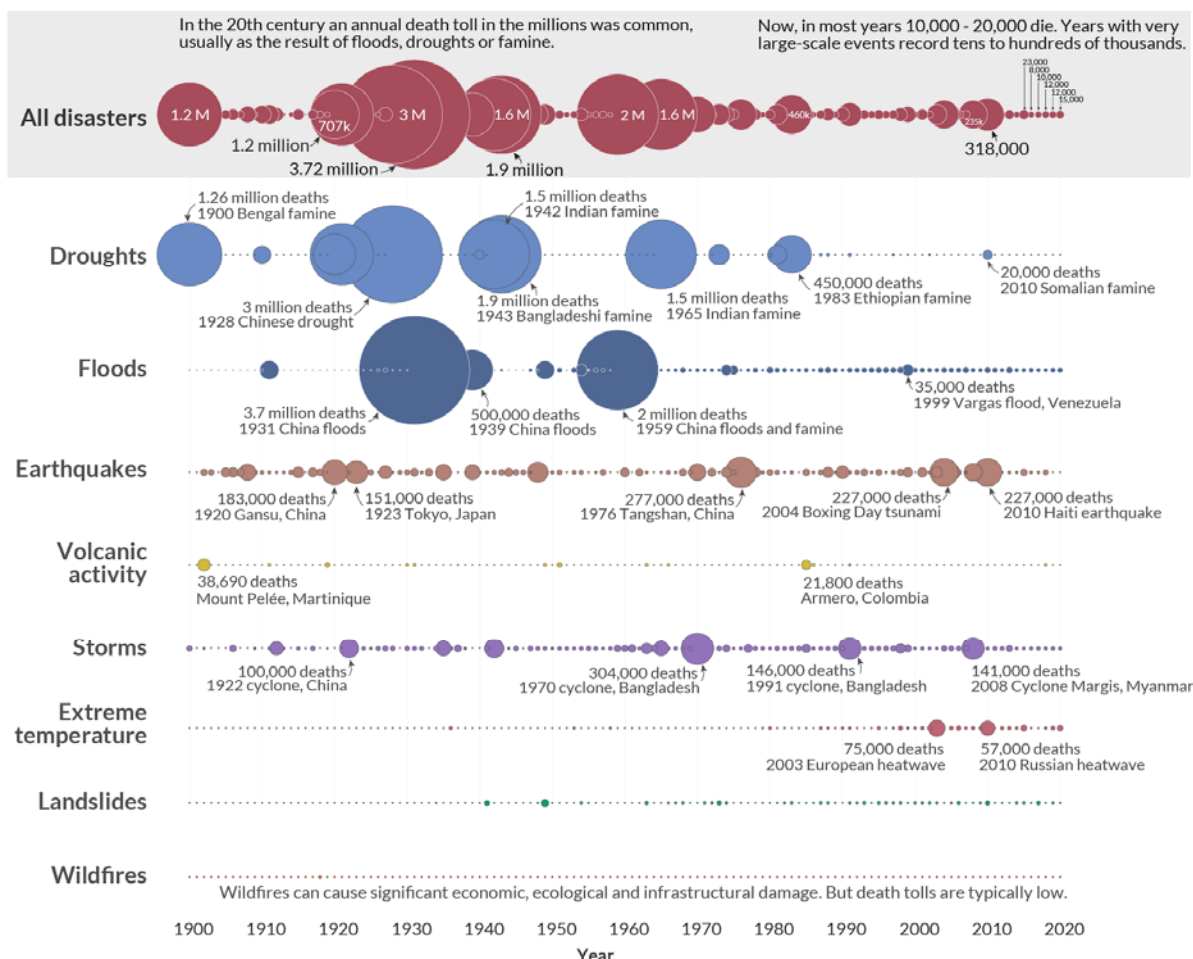 In the 20th century an annual death toll in the millions was common,
usually as the result of floods, droughts or famine.
Now, in most years 10,000 - 20,000 die. Years with very
large-scale events record tens to hundreds of thousands.
All disasters
1.2 M
707k
1.2 million
3 M
3.72 million
1.6 M
1.9 million
2 M
1.6 M
460k
235k
318,000
23,000
8,000
10,000
12,000
12,000
15,000
Droughts
1.26 million deaths
1900 Bengal famine
3 million deaths
1928 Chinese drought
1.5 million deaths
1942 Indian famine
1.9 million deaths
1943 Bangladeshi famine
1.5 million deaths
1965 Indian famine
450,000 deaths
1983 Ethiopian famine
20,000 deaths
2010 Somalian famine
Floods
3.7 million deaths
1931 China floods
500,000 deaths
1939 China floods
2 million deaths
1959 China floods and famine
35,000 deaths
1999 Vargas flood, Venezuela
Earthquakes
183,000 deaths
1920 Gansu, China
151,000 deaths
1923 Tokyo, Japan
277,000 deaths
1976 Tangshan, China
227,000 deaths
2004 Boxing Day tsunami
227,000 deaths
2010 Haiti earthquake
Volcanic
activity
38,690 deaths
Mount Pelée, Martinique
21,800 deaths
Armero, Colombia
Storms
100,000 deaths
1922 cyclone, China
304,000 deaths
1970 cyclone, Bangladesh
146,000 deaths
1991 cyclone, Bangladesh
141,000 deaths
2008 Cyclone Margis, Myanmar
Extreme
temperature
75,000 deaths
2003 European heatwave
57,000 deaths
2010 Russian heatwave
Landslides
Wildfires
Wildfires can cause significant economic, ecological and infrastructural damage. But death tolls are typically low.
1900 1910 1920 1930 1940 1950 1960 1970 1980 1990 2000 2010 2020
Year